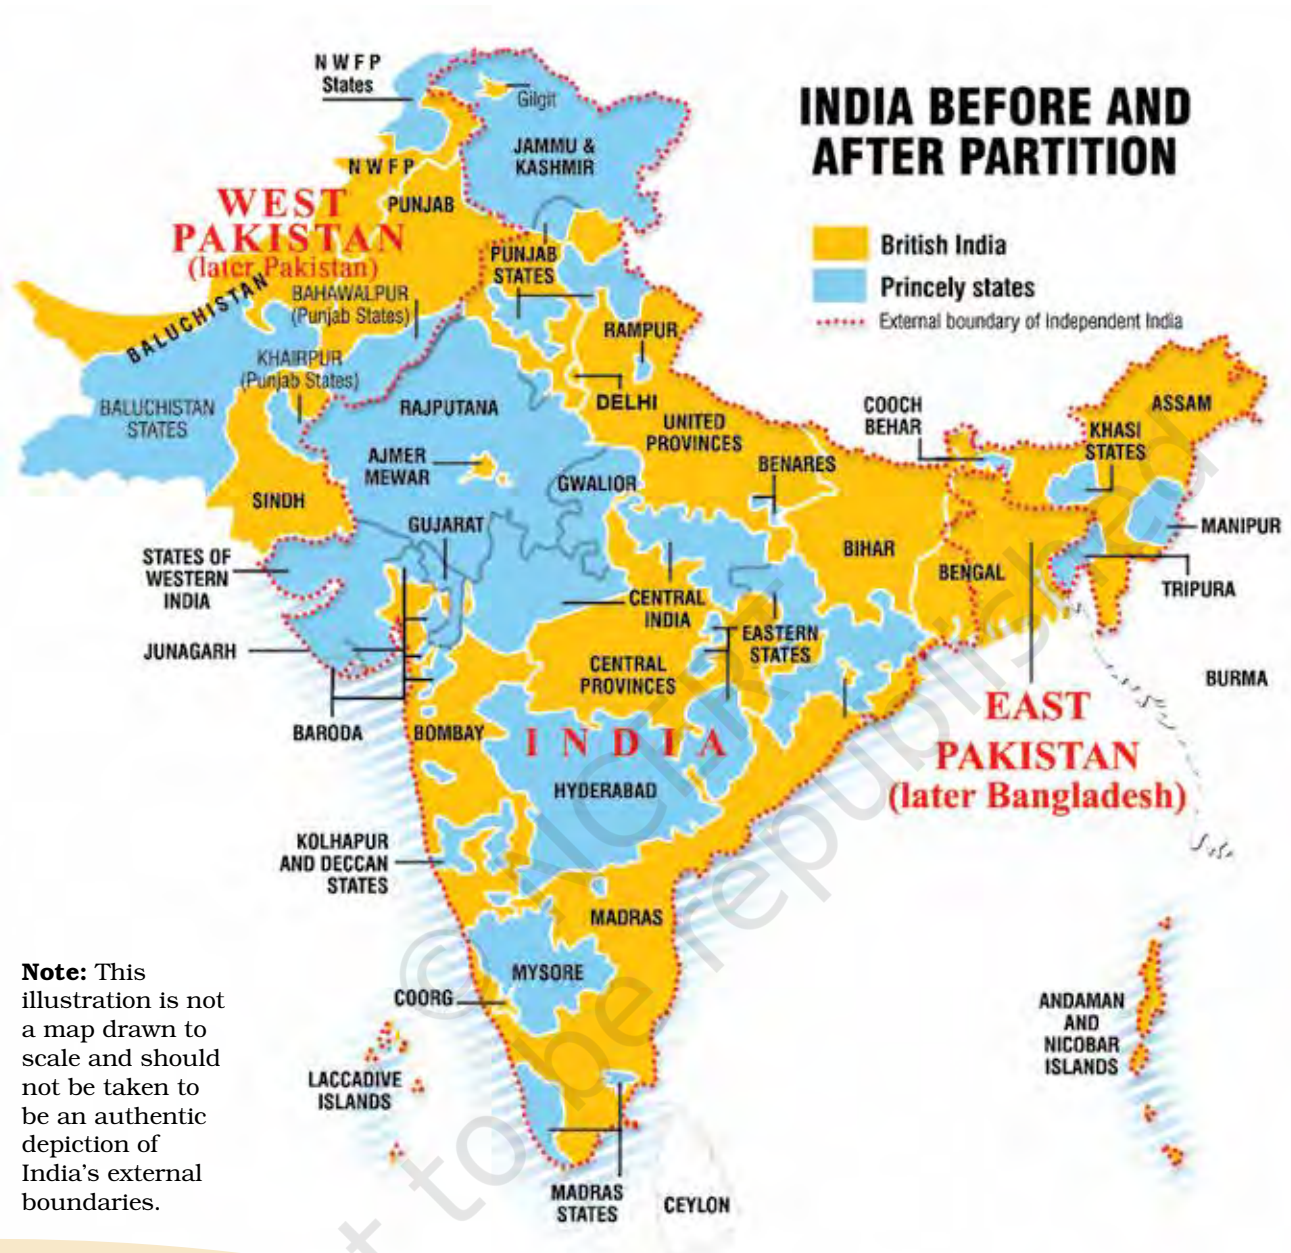 INDIA BEFORE AND
AFTER PARTITION
British India
Princely states
External boundary of Independent India
N W F P
States
Gilgit
JAMMU &
KASHMIR
N W F P
WEST
PAKISTAN
(later Pakistan)
PUNJAB
PUNJAB
STATES
BALUCHISTAN
BAHAWALPUR
(Punjab States)
RAMPUR
KHAIRPUR
(Punjab States)
DELHI
BALUCHISTAN
STATES
RAJPUTANA
UNITED
PROVINCES
COOCH
BEHAR
ASSAM
KHASI
STATES
AJMER
MEWAR
BENARES
GWALIOR
SINDH
GUJARAT
MANIPUR
BIHAR
STATES OF
WESTERN
INDIA
BENGAL
TRIPURA
CENTRAL
INDIA
EASTERN
STATES
JUNAGARH
CENTRAL
PROVINCES
BURMA
EAST
PAKISTAN
(later Bangladesh)
BARODA
BOMBAY
I N D I A
HYDERABAD
KOLHAPUR
AND DECCAN
STATES
MADRAS
MYSORE
COORG
ANDAMAN
AND
NICOBAR
ISLANDS
LACCADIVE
ISLANDS
MADRAS
STATES
CEYLON
Note: This
illustration is not
a map drawn to
scale and should
not be taken to
be an authentic
depiction of
India’s external
boundaries.
© NCERT
not to be republished